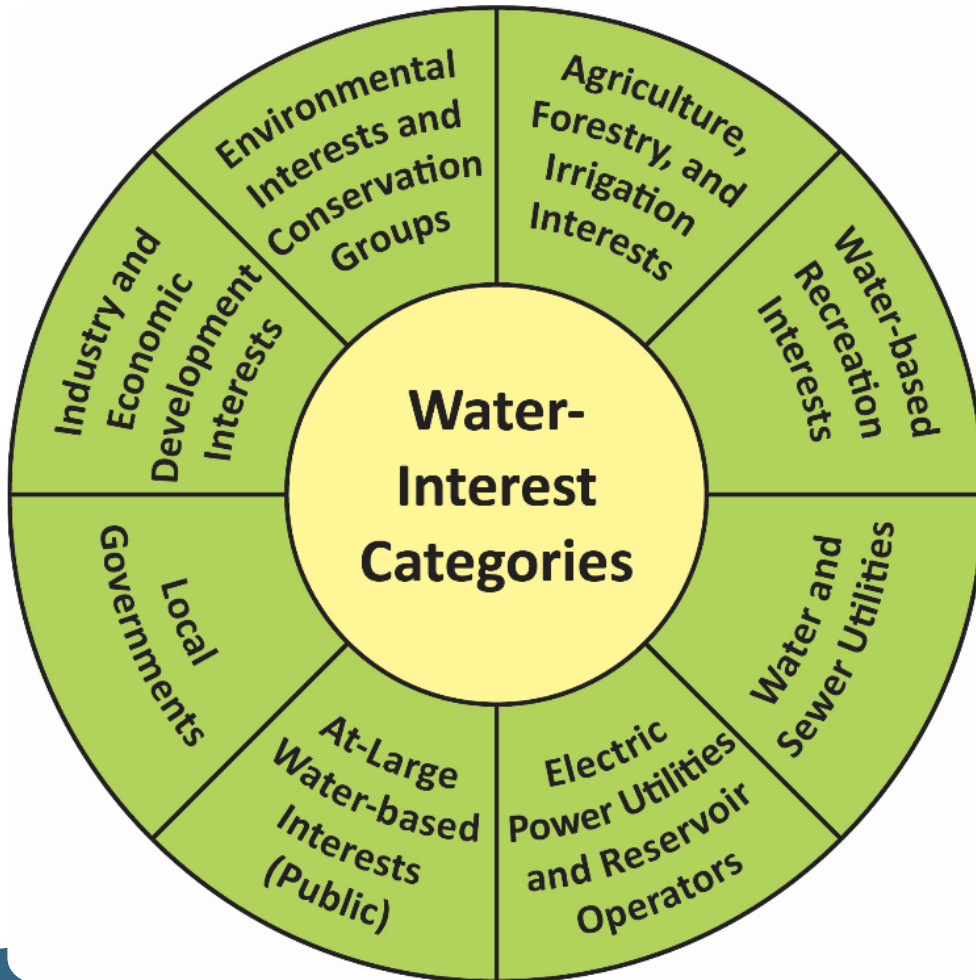 Water-
Interest
Categories
Agriculture,
Forestry, and
Irrigation
Interests
Water-based
Recreation
Interests
Water and
Sewer Utilities
Electric
Power Utilities
and Reservoir
Operators
At-Large
Water-based
Interests
(Public)
Local
Governments
Industry and
Economic
Development
Interests
Environmental
Interests and
Conservation
Groups